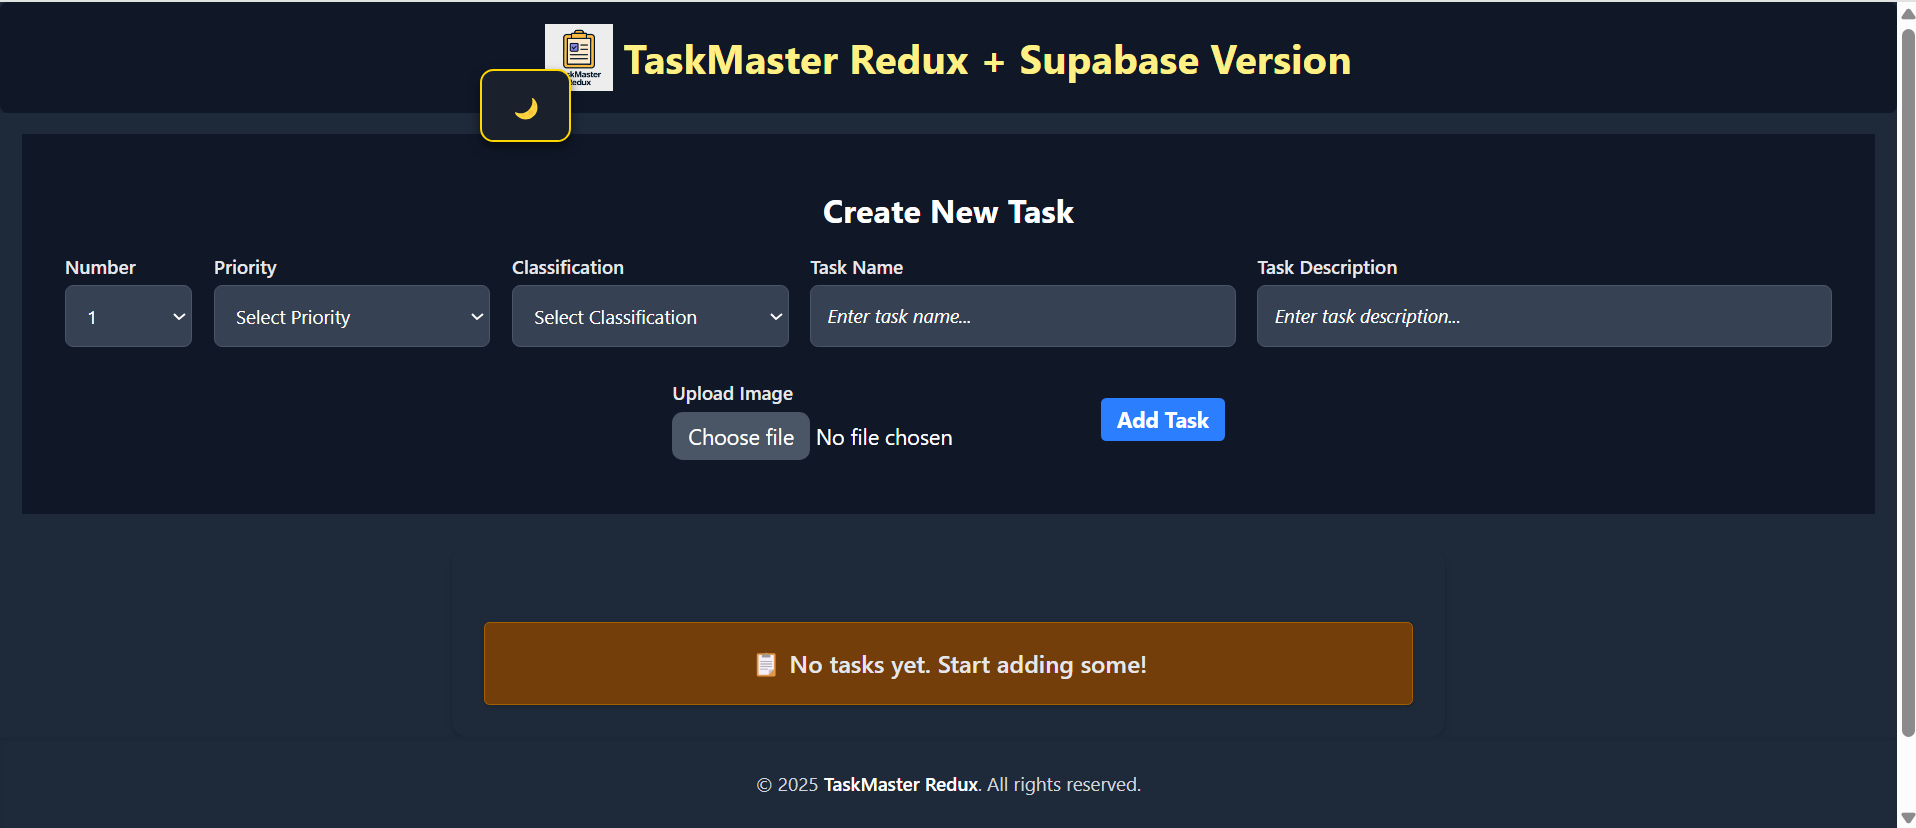 TaskMaster Redux + Supabase Version
Create New Task
Number Priority Classification Task Name Task Description
1 Select Priority Select Classification Enter task name... Enter task description...
Upload Image
Choose file No file chosen
Add Task
📋 No tasks yet. Start adding some!
© 2025 TaskMaster Redux. All rights reserved.